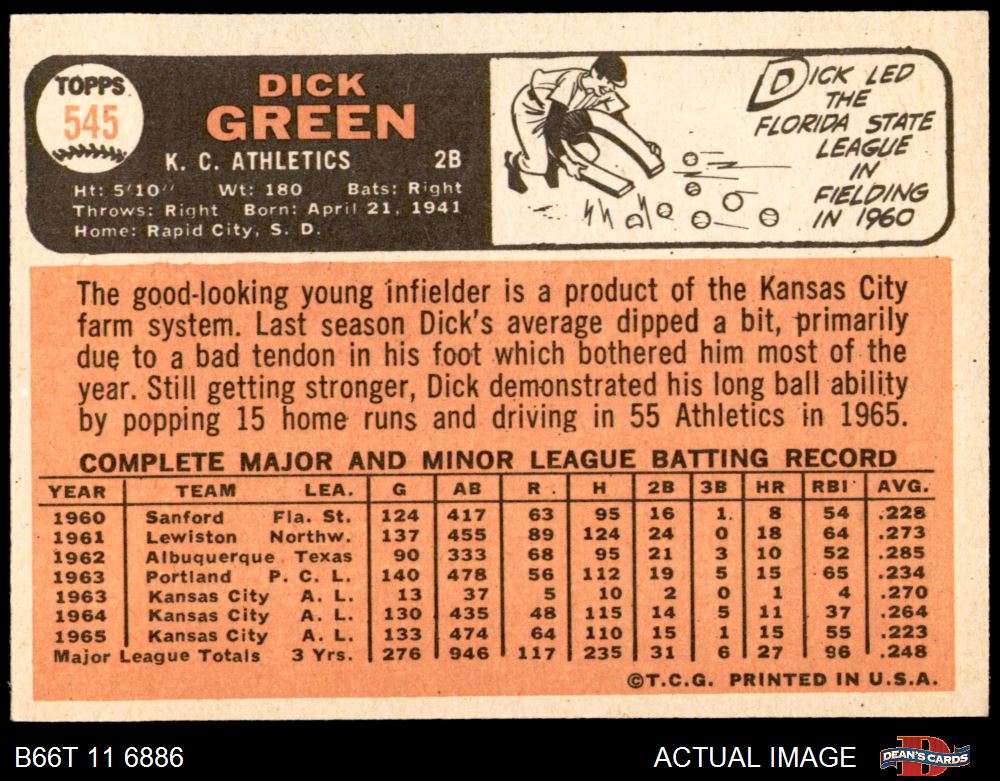 TOPPS
545
DICK
GREEN
K. C. ATHLETICS 2B
Ht: 5'10" Wt: 180 Bats: Right
Throws: Right Born: April 21, 1941
Home: Rapid City, S. D.
DICK LED
THE
FLORIDA STATE
LEAGUE
IN
FIELDING
IN 1960
The good-looking young infielder is a product of the Kansas City
farm system. Last season Dick's average dipped a bit, primarily
due to a bad tendon in his foot which bothered him most of the
year. Still getting stronger, Dick demonstrated his long ball ability
by popping 15 home runs and driving in 55 Athletics in 1965.
COMPLETE MAJOR AND MINOR LEAGUE BATTING RECORD
YEAR TEAM LEA. G AB R H 2B 3B HR RBI AVG.
1960 Sanford Fla. St. 124 417 63 95 16 1 8 54 .228
1961 Lewiston Northw. 137 455 89 124 24 0 18 64 .273
1962 Albuquerque Texas 90 333 68 95 21 3 10 52 .285
1963 Portland P. C. L. 140 478 56 112 19 5 15 65 .234
1963 Kansas City A. L. 13 37 5 10 2 0 1 4 .270
1964 Kansas City A. L. 130 435 48 115 14 5 11 37 .264
1965 Kansas City A. L. 133 474 64 110 15 1 15 55 .223
Major League Totals 3 Yrs. 276 946 117 235 31 6 27 96 .248
©T.C.G. PRINTED IN U.S.A.
B66T 11 6886
ACTUAL IMAGE
DEAN'S CARDS